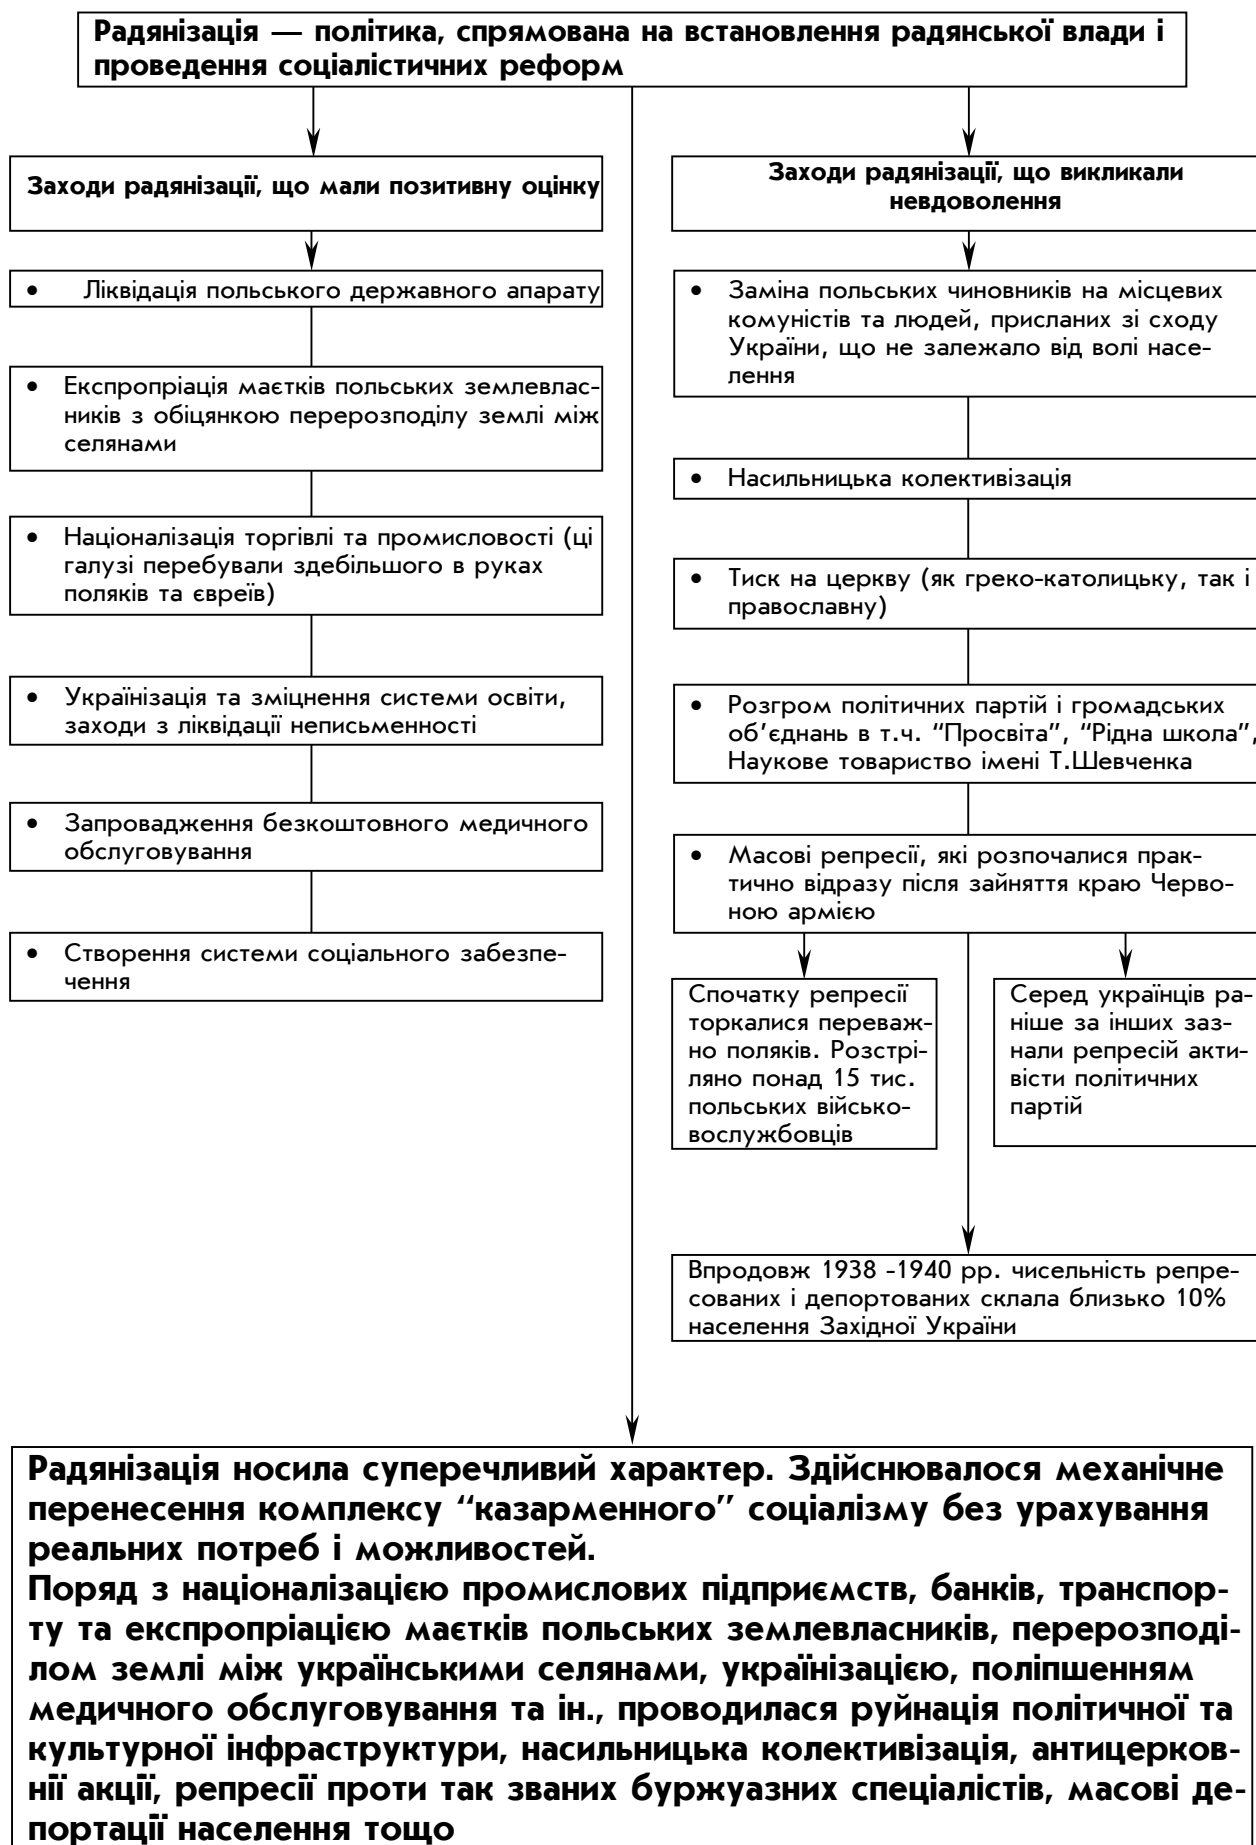 Радянізація — політика, спрямована на встановлення радянської влади і
проведення соціалістичних реформ
Заходи радянізації, що мали позитивну оцінку
• Ліквідація польського державного апарату
• Експропріація маєтків польських землевлас-
ників з обіцянкою перерозподілу землі між
селянами
• Націоналізація торгівлі та промисловості (ці
галузі перебували здебільшого в руках
поляків та євреїв)
• Українізація та зміцнення системи освіти,
заходи з ліквідації неписьменності
• Запровадження безкоштовного медичного
обслуговування
• Створення системи соціального забезпе-
чення
Заходи радянізації, що викликали
невдоволення
• Заміна польських чиновників на місцевих
комуністів та людей, присланих зі сходу
України, що не залежало від волі насе-
лення
• Насильницька колективізація
• Тиск на церкву (як греко-католицьку, так і
православну)
• Розгром політичних партій і громадських
об’єднань в т.ч. “Просвіта”, “Рідна школа”,
Наукове товариство імені Т.Шевченка
• Масові репресії, які розпочалися прак-
тично відразу після зайняття краю Черво-
ною армією
Спочатку репресії
торкалися переваж-
но поляків. Розстрі-
ляно понад 15 тис.
польських військо-
вослужбовців
Серед українців ра-
ніше за інших заз-
нали репресій акти-
вісти політичних
партій
Впродовж 1938 -1940 рр. чисельність репре-
сованих і депортованих склала близько 10%
населення Західної України
Радянізація носила суперечливий характер. Здійснювалося механічне
перенесення комплексу “казарменного” соціалізму без урахування
реальних потреб і можливостей.
Поряд з націоналізацією промислових підприємств, банків, транспор-
ту та експропріацією маєтків польських землевласників, перерозподі-
лом землі між українськими селянами, українізацією, поліпшенням
медичного обслуговування та ін., проводилася руйнація політичної та
культурної інфраструктури, насильницька колективізація, антицерков-
нії акції, репресії проти так званих буржуазних спеціалістів, масові де-
портації населення тощо